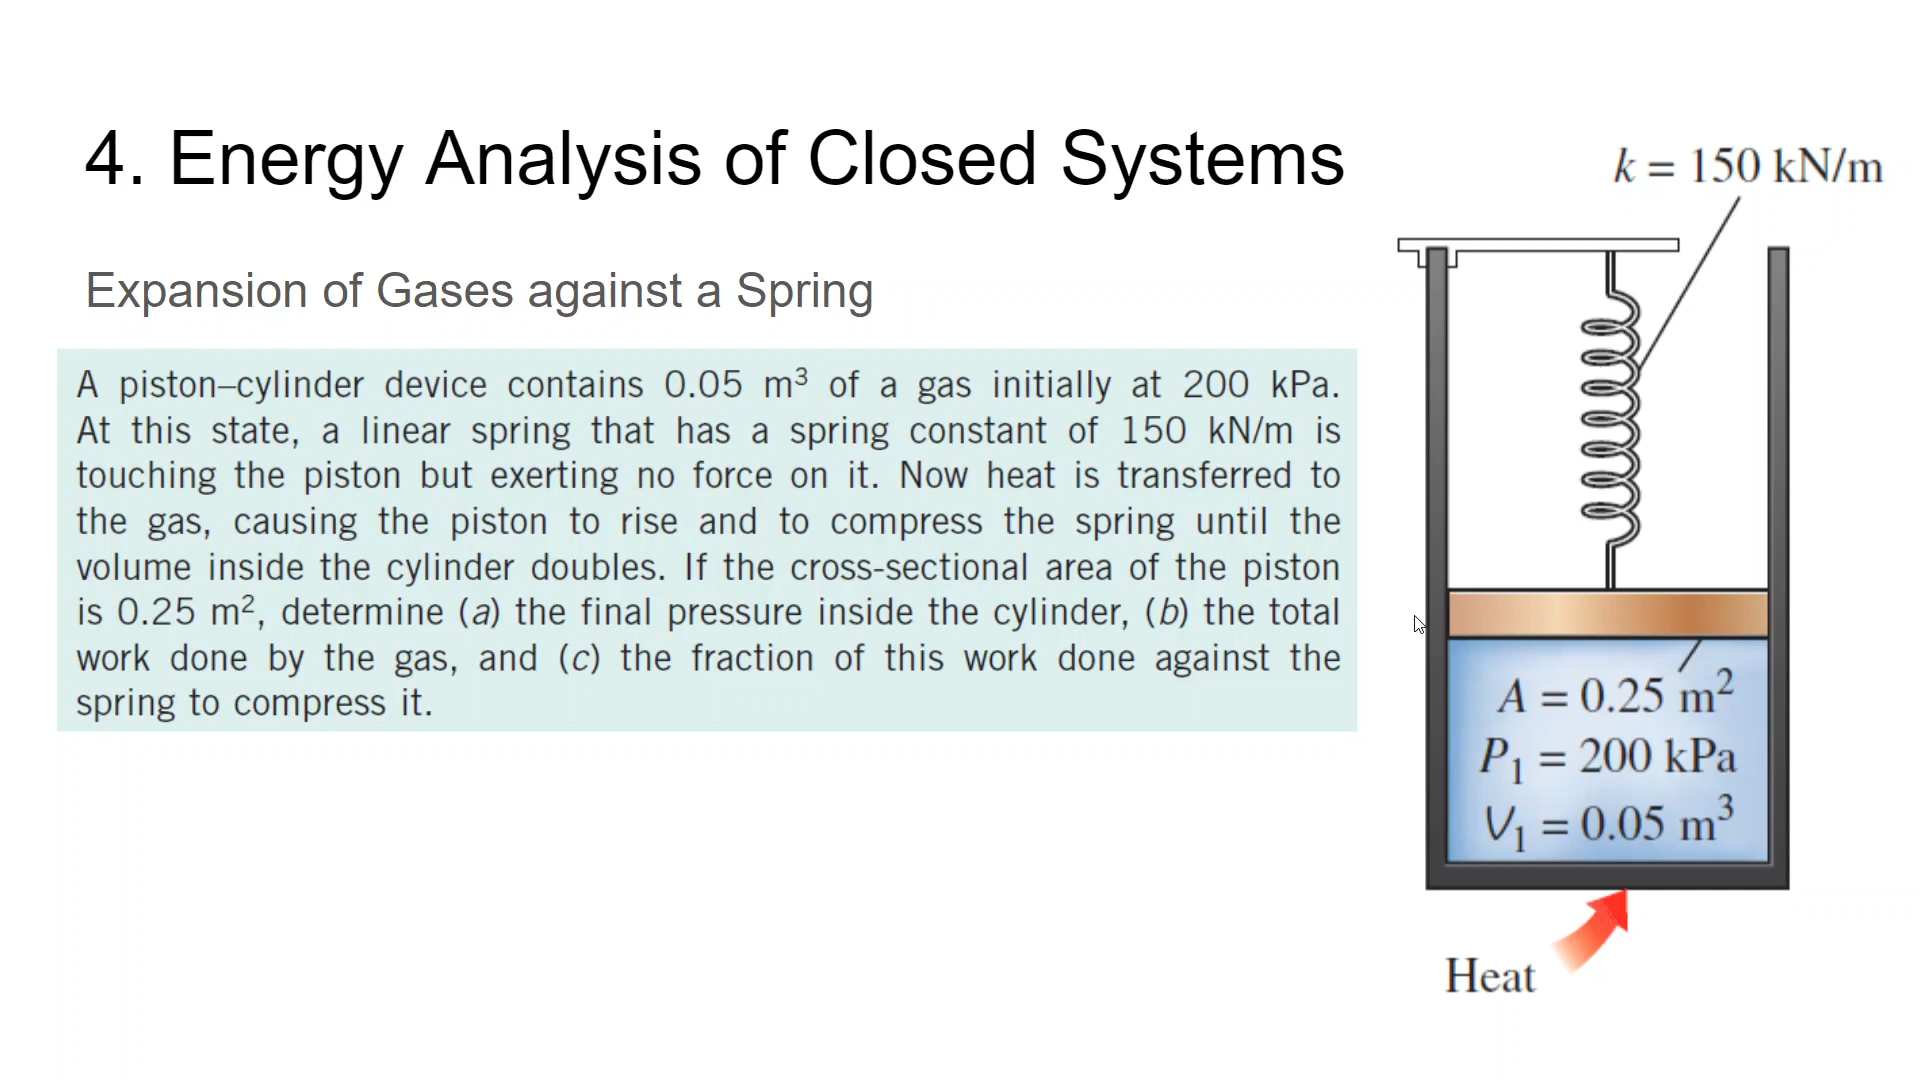 4. Energy Analysis of Closed Systems
k = 150 kN/m
Expansion of Gases against a Spring
A piston–cylinder device contains 0.05 m³ of a gas initially at 200 kPa.
At this state, a linear spring that has a spring constant of 150 kN/m is
touching the piston but exerting no force on it. Now heat is transferred to
the gas, causing the piston to rise and to compress the spring until the
volume inside the cylinder doubles. If the cross-sectional area of the piston
is 0.25 m², determine (a) the final pressure inside the cylinder, (b) the total
work done by the gas, and (c) the fraction of this work done against the
spring to compress it.
A = 0.25 m²
P₁ = 200 kPa
V₁ = 0.05 m³
Heat